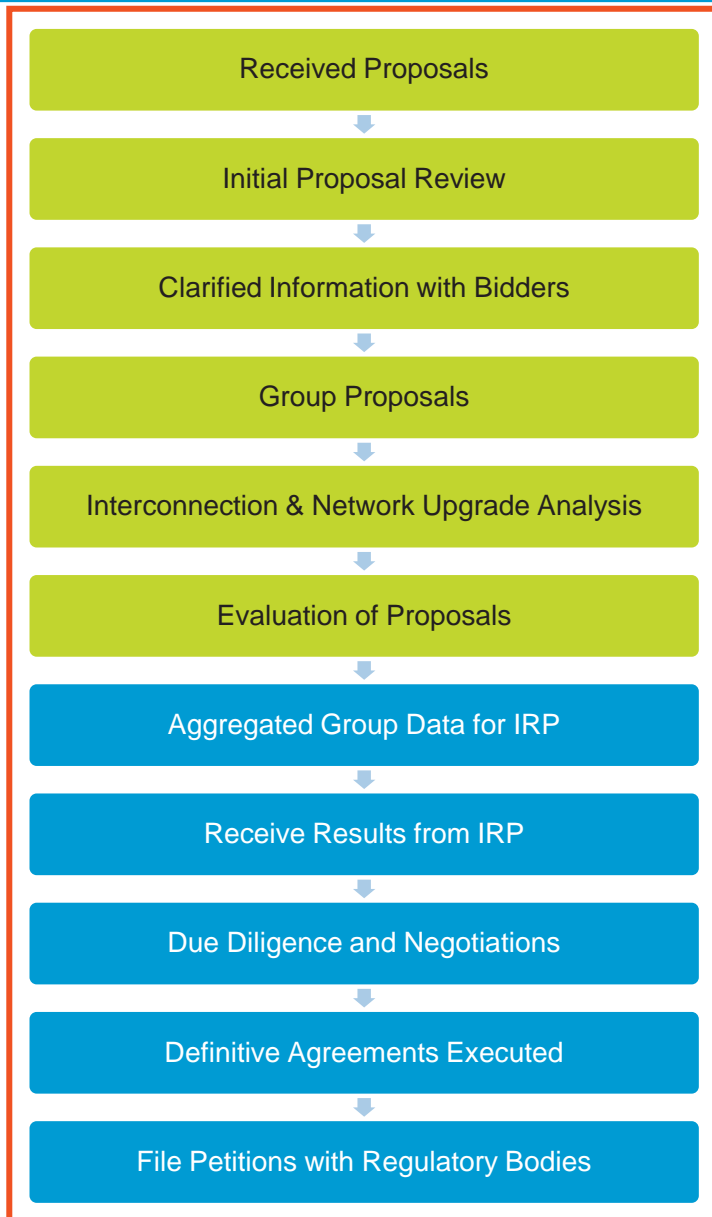 Received Proposals
Initial Proposal Review
Clarified Information with Bidders
Group Proposals
Interconnection & Network Upgrade Analysis
Evaluation of Proposals
Aggregated Group Data for IRP
Receive Results from IRP
Due Diligence and Negotiations
Definitive Agreements Executed
File Petitions with Regulatory Bodies